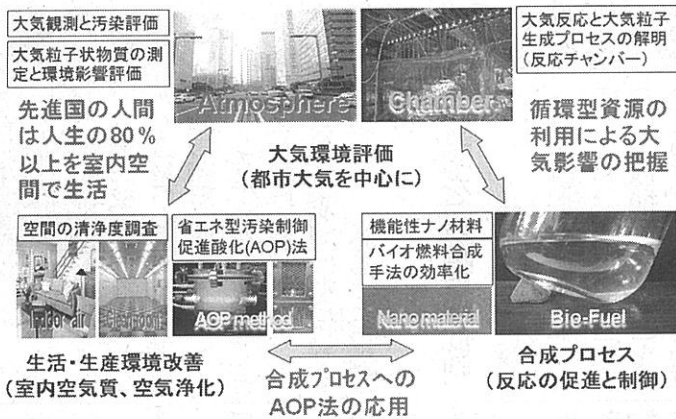 大気観測と汚染評価
大気粒子状物質の測
定と環境影響評価
先進国の人間
は人生の80%
以上を室内空
間で生活
Atmosphere
Chamber
大気反応と大気粒子
生成プロセスの解明
(反応チャンバー)
循環型資源の
利用による大
気影響の把握
大気環境評価
(都市大気を中心に)
空間の清浄度調査
Indoor air
Cleanroom
省エネ型汚染制御
促進酸化(AOP)法
AOP method
機能性ナノ材料
バイオ燃料合成
手法の効率化
Nano material
Bio-Fuel
生活・生産環境改善
(室内空気質、空気浄化)
合成プロセスへの
AOP法の応用
合成プロセス
(反応の促進と制御)